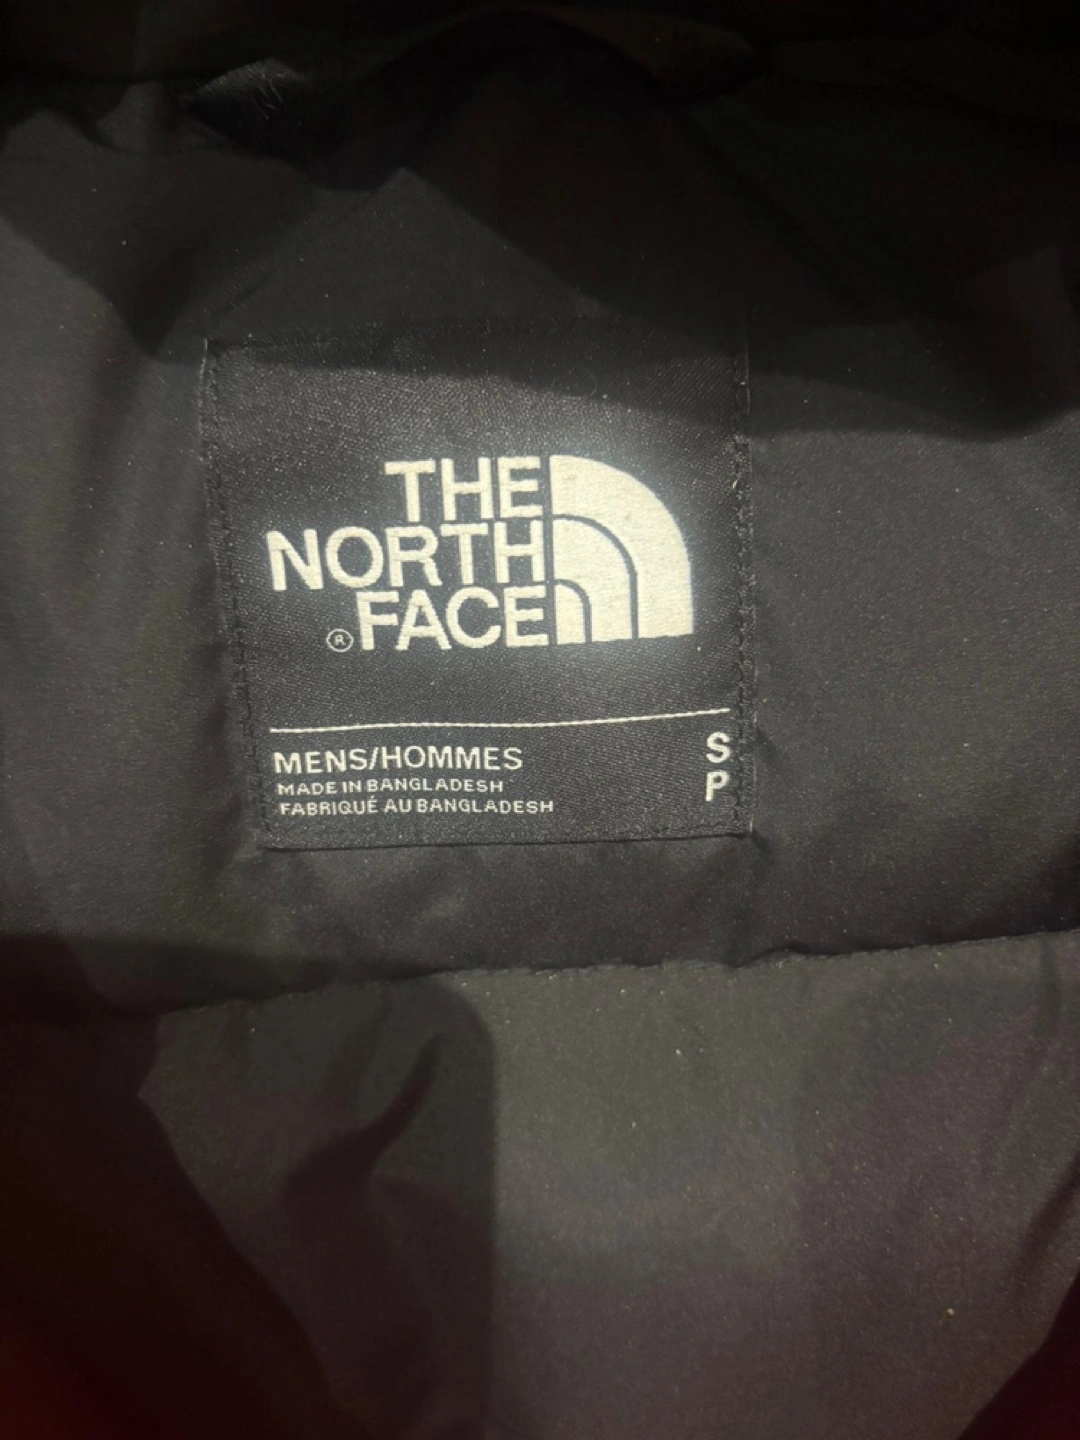 THE
NORTH
® FACE
MENS/HOMMES S
MADE IN BANGLADESH P
FABRIQUÉ AU BANGLADESH